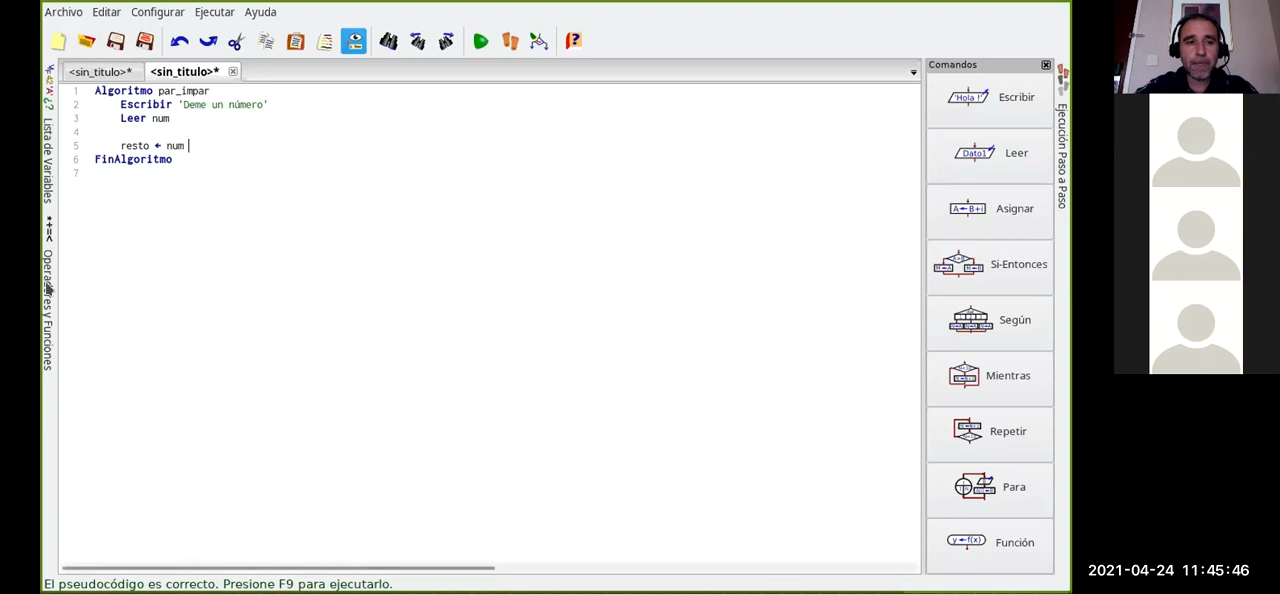 Archivo Editar Configurar Ejecutar Ayuda
<sin_titulo>* <sin_titulo>*
Comandos
1 Algoritmo par_impar
2 Escribir 'Deme un número'
3 Leer num
4
5 resto ← num
6 FinAlgoritmo
7
Lista de Variables
*+=< Operadores y Funciones
'Hola !' Escribir
Dato1 Leer
A←B+i Asignar
Si-Entonces
Según
Mientras
Repetir
Para
y←f(x) Función
Ejecución Paso a Paso
El pseudocódigo es correcto. Presione F9 para ejecutarlo.
2021-04-24 11:45:46